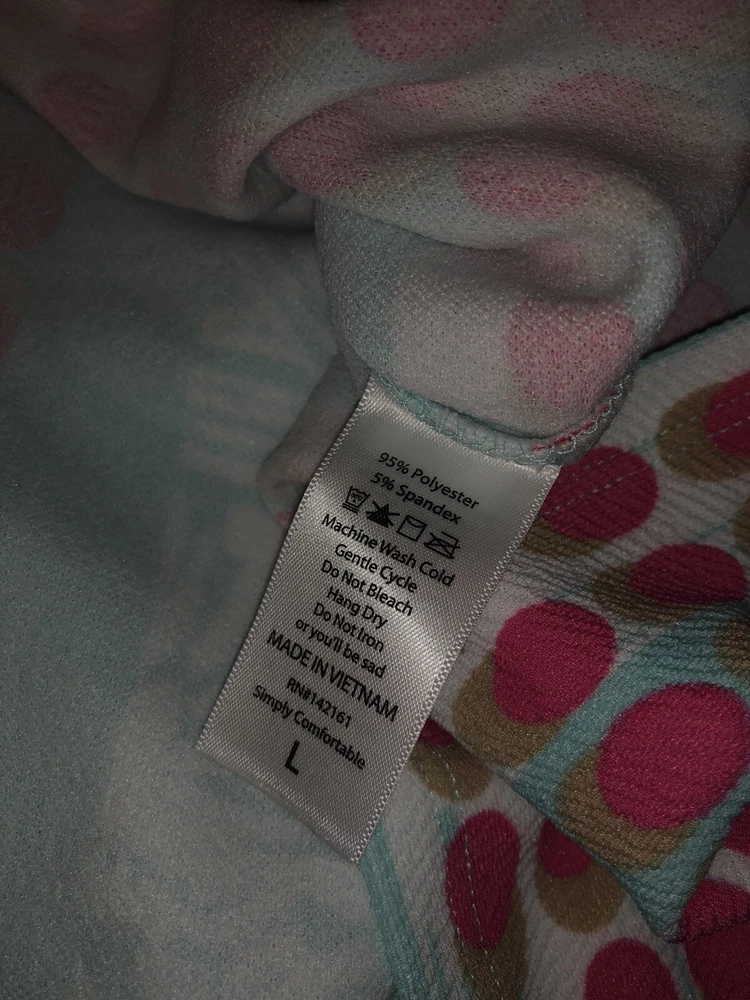 95% Polyester
5% Spandex
Machine Wash Cold
Gentle Cycle
Do Not Bleach
Hang Dry
Do Not Iron
or you'll be sad
MADE IN VIETNAM
RN#142161
Simply Comfortable
L